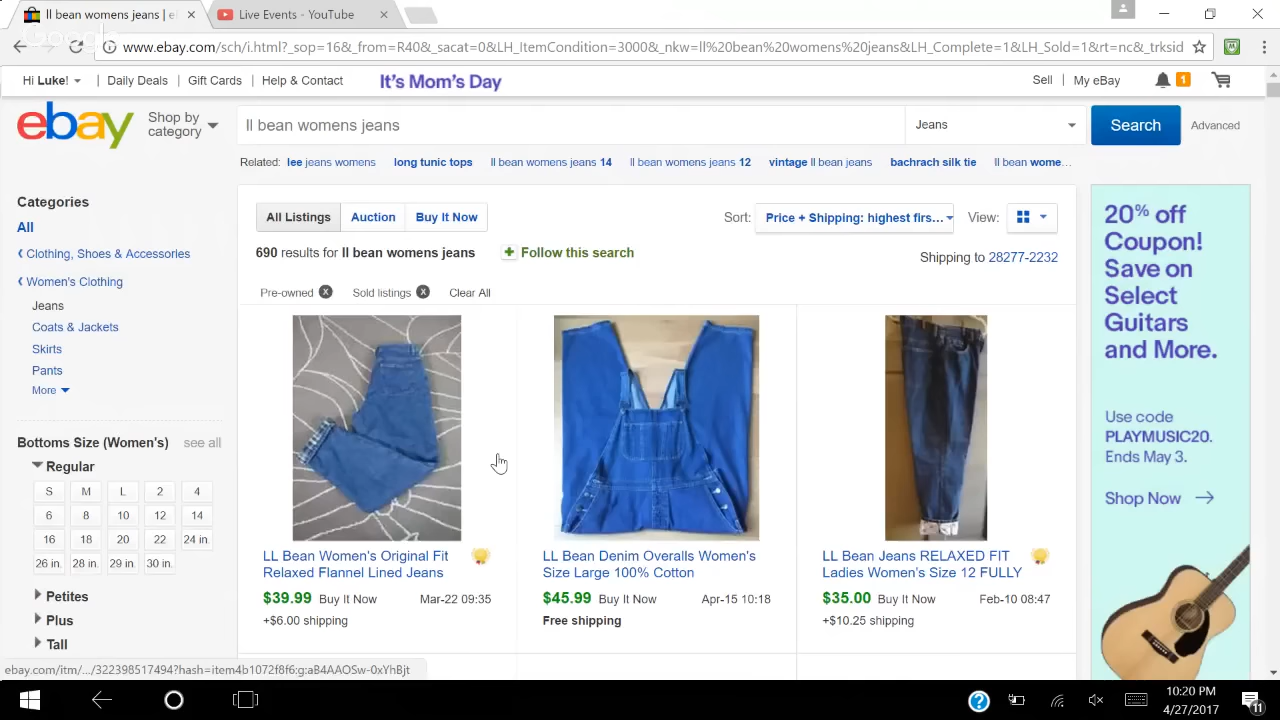 ll bean womens jeans | e
Live Events - YouTube
www.ebay.com/sch/i.html?_sop=16&_from=R40&_sacat=0&LH_ItemCondition=3000&_nkw=ll%20bean%20womens%20jeans&LH_Complete=1&LH_Sold=1&rt=nc&_trksid
Hi Luke!
Daily Deals
Gift Cards
Help & Contact
It's Mom's Day
Sell
My eBay
1
ebay
Shop by
category
ll bean womens jeans
Jeans
Search
Advanced
Related:
lee jeans womens
long tunic tops
ll bean womens jeans 14
ll bean womens jeans 12
vintage ll bean jeans
bachrach silk tie
ll bean wome...
Categories
All
Clothing, Shoes & Accessories
Women's Clothing
Jeans
Coats & Jackets
Skirts
Pants
More
Bottoms Size (Women's)
see all
Regular
S M L 2 4
6 8 10 12 14
16 18 20 22 24 in.
26 in. 28 in. 29 in. 30 in.
Petites
Plus
Tall
All Listings
Auction
Buy It Now
Sort:
Price + Shipping: highest firs...
View:
690 results for ll bean womens jeans
+ Follow this search
Shipping to 28277-2232
Pre-owned
Sold listings
Clear All
LL Bean Women's Original Fit
Relaxed Flannel Lined Jeans
$39.99 Buy It Now
Mar-22 09:35
+$6.00 shipping
LL Bean Denim Overalls Women's
Size Large 100% Cotton
$45.99 Buy It Now
Apr-15 10:18
Free shipping
LL Bean Jeans RELAXED FIT
Ladies Women's Size 12 FULLY
$35.00 Buy It Now
Feb-10 08:47
+$10.25 shipping
20% off
Coupon!
Save on
Select
Guitars
and More.
Use code
PLAYMUSIC20.
Ends May 3.
Shop Now
ebay.com/itm/.../322398517494?hash=item4b1072f8f6:g:aB4AAOSw-0xYhBjt
10:20 PM
4/27/2017
11